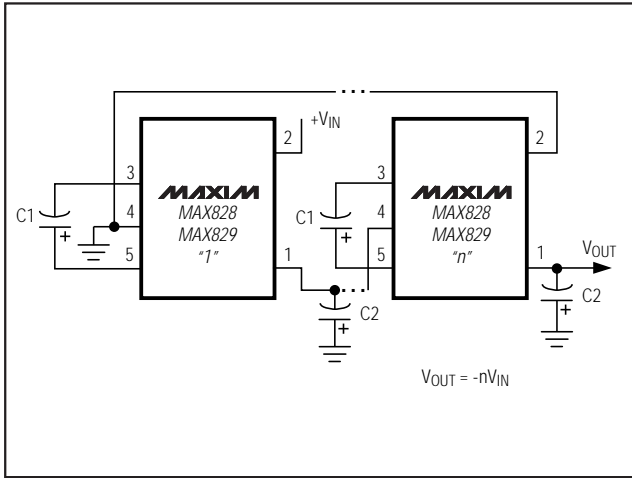 2
+VIN
2
3
MAXIM
MAX828
MAX829
"1"
4
5
1
C1
+
C2
+
3
MAXIM
MAX828
MAX829
"n"
4
5
1
C1
+
VOUT
C2
+
VOUT = -nVIN